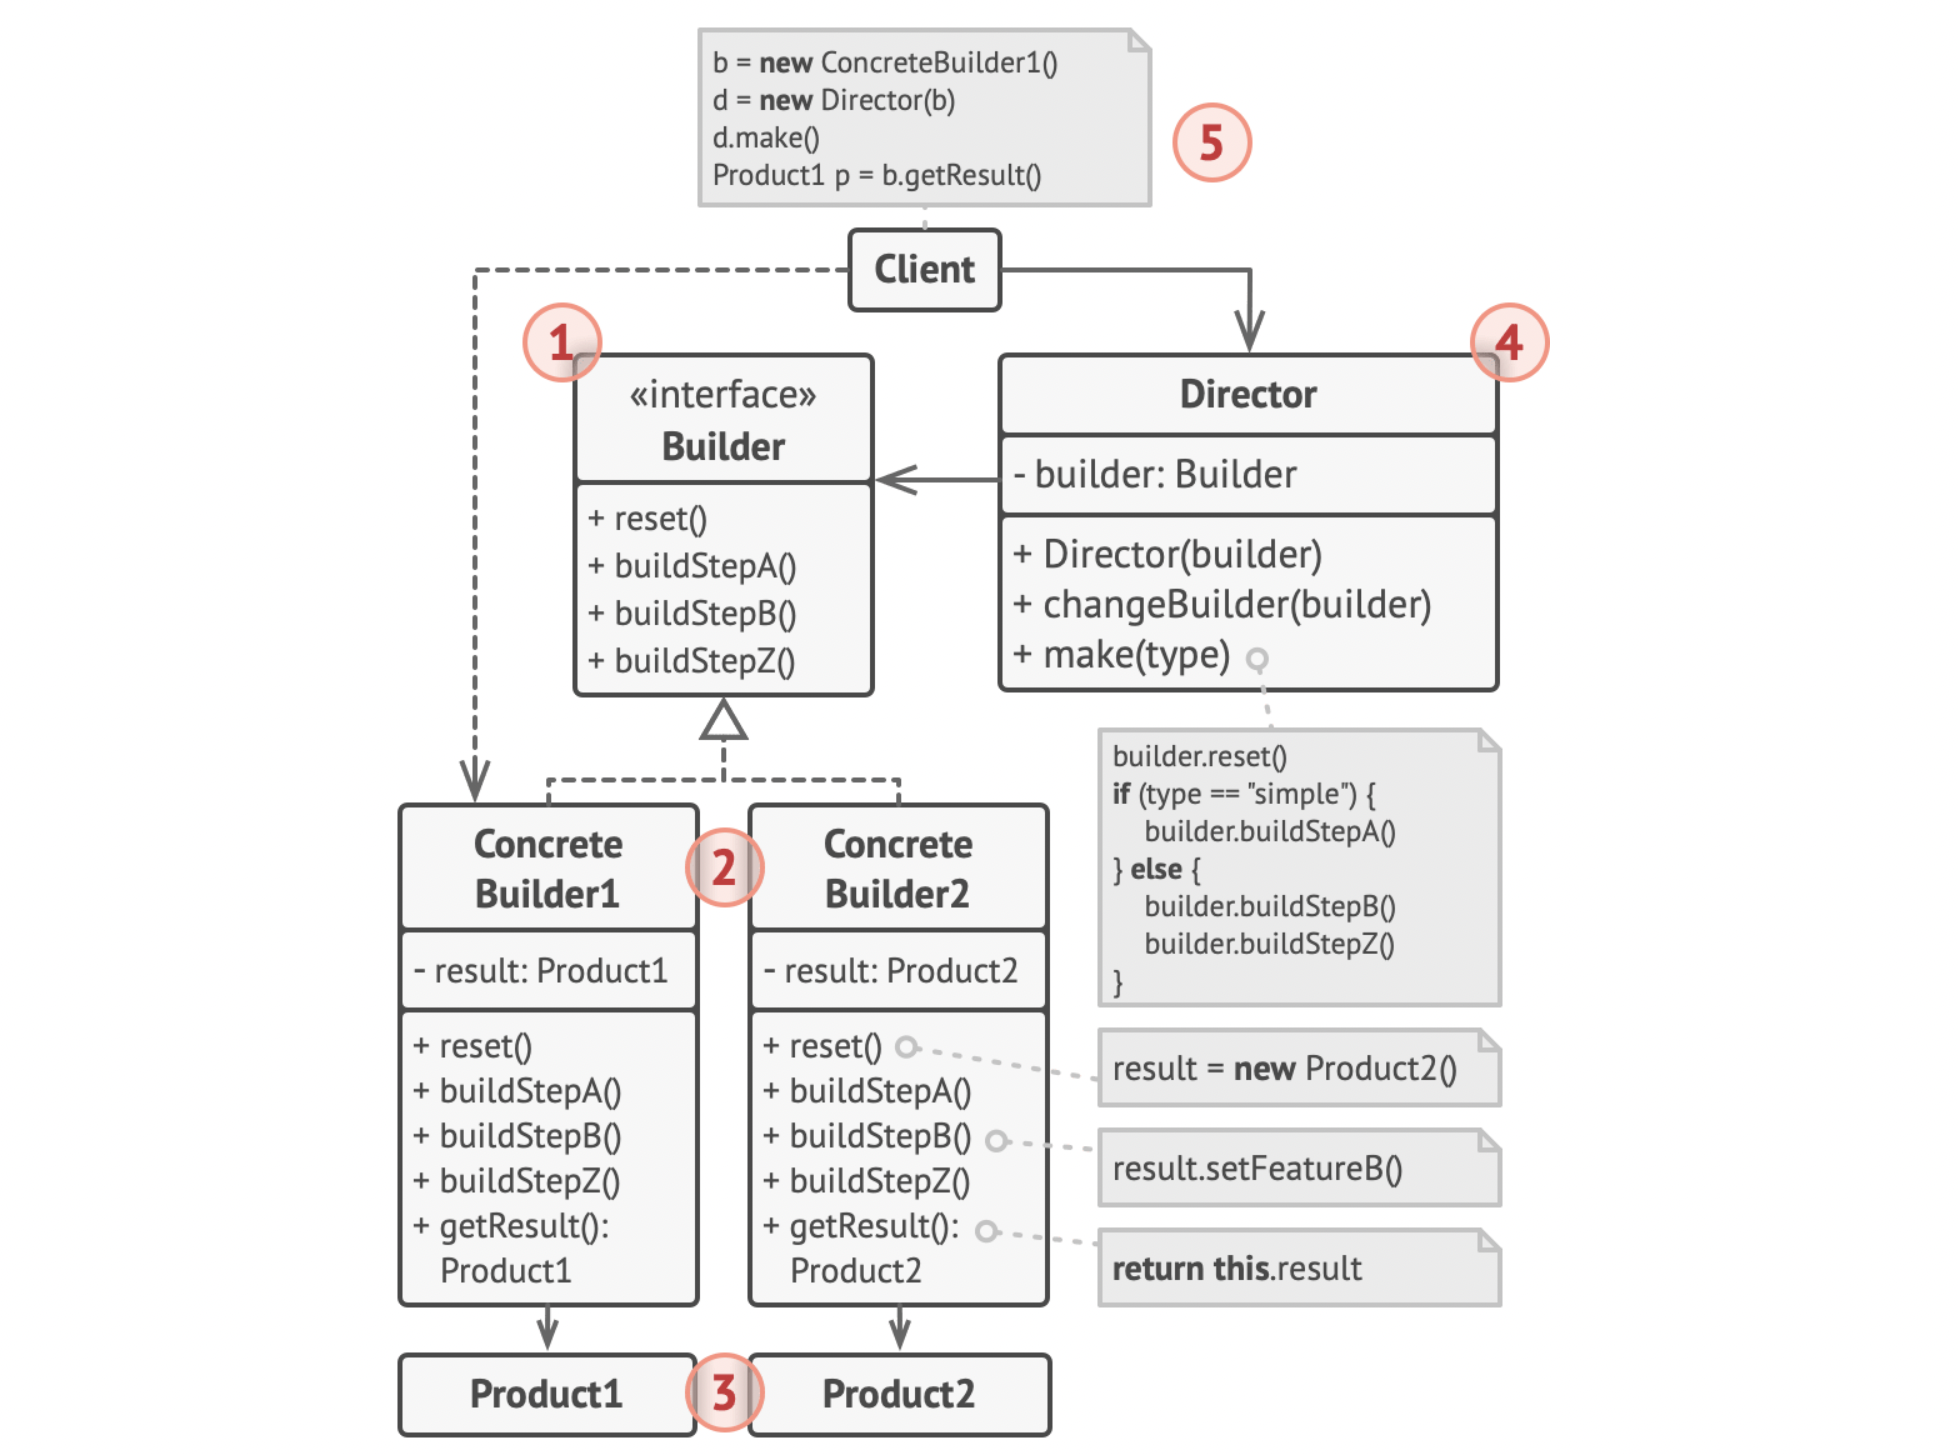 b = new ConcreteBuilder1()
d = new Director(b)
d.make()
Product1 p = b.getResult()
5
Client
1
«interface»
Builder
+ reset()
+ buildStepA()
+ buildStepB()
+ buildStepZ()
4
Director
- builder: Builder
+ Director(builder)
+ changeBuilder(builder)
+ make(type)
builder.reset()
if (type == "simple") {
builder.buildStepA()
} else {
builder.buildStepB()
builder.buildStepZ()
}
Concrete
Builder1
- result: Product1
+ reset()
+ buildStepA()
+ buildStepB()
+ buildStepZ()
+ getResult():
Product1
2
Concrete
Builder2
- result: Product2
+ reset()
+ buildStepA()
+ buildStepB()
+ buildStepZ()
+ getResult():
Product2
result = new Product2()
result.setFeatureB()
return this.result
Product1
3
Product2